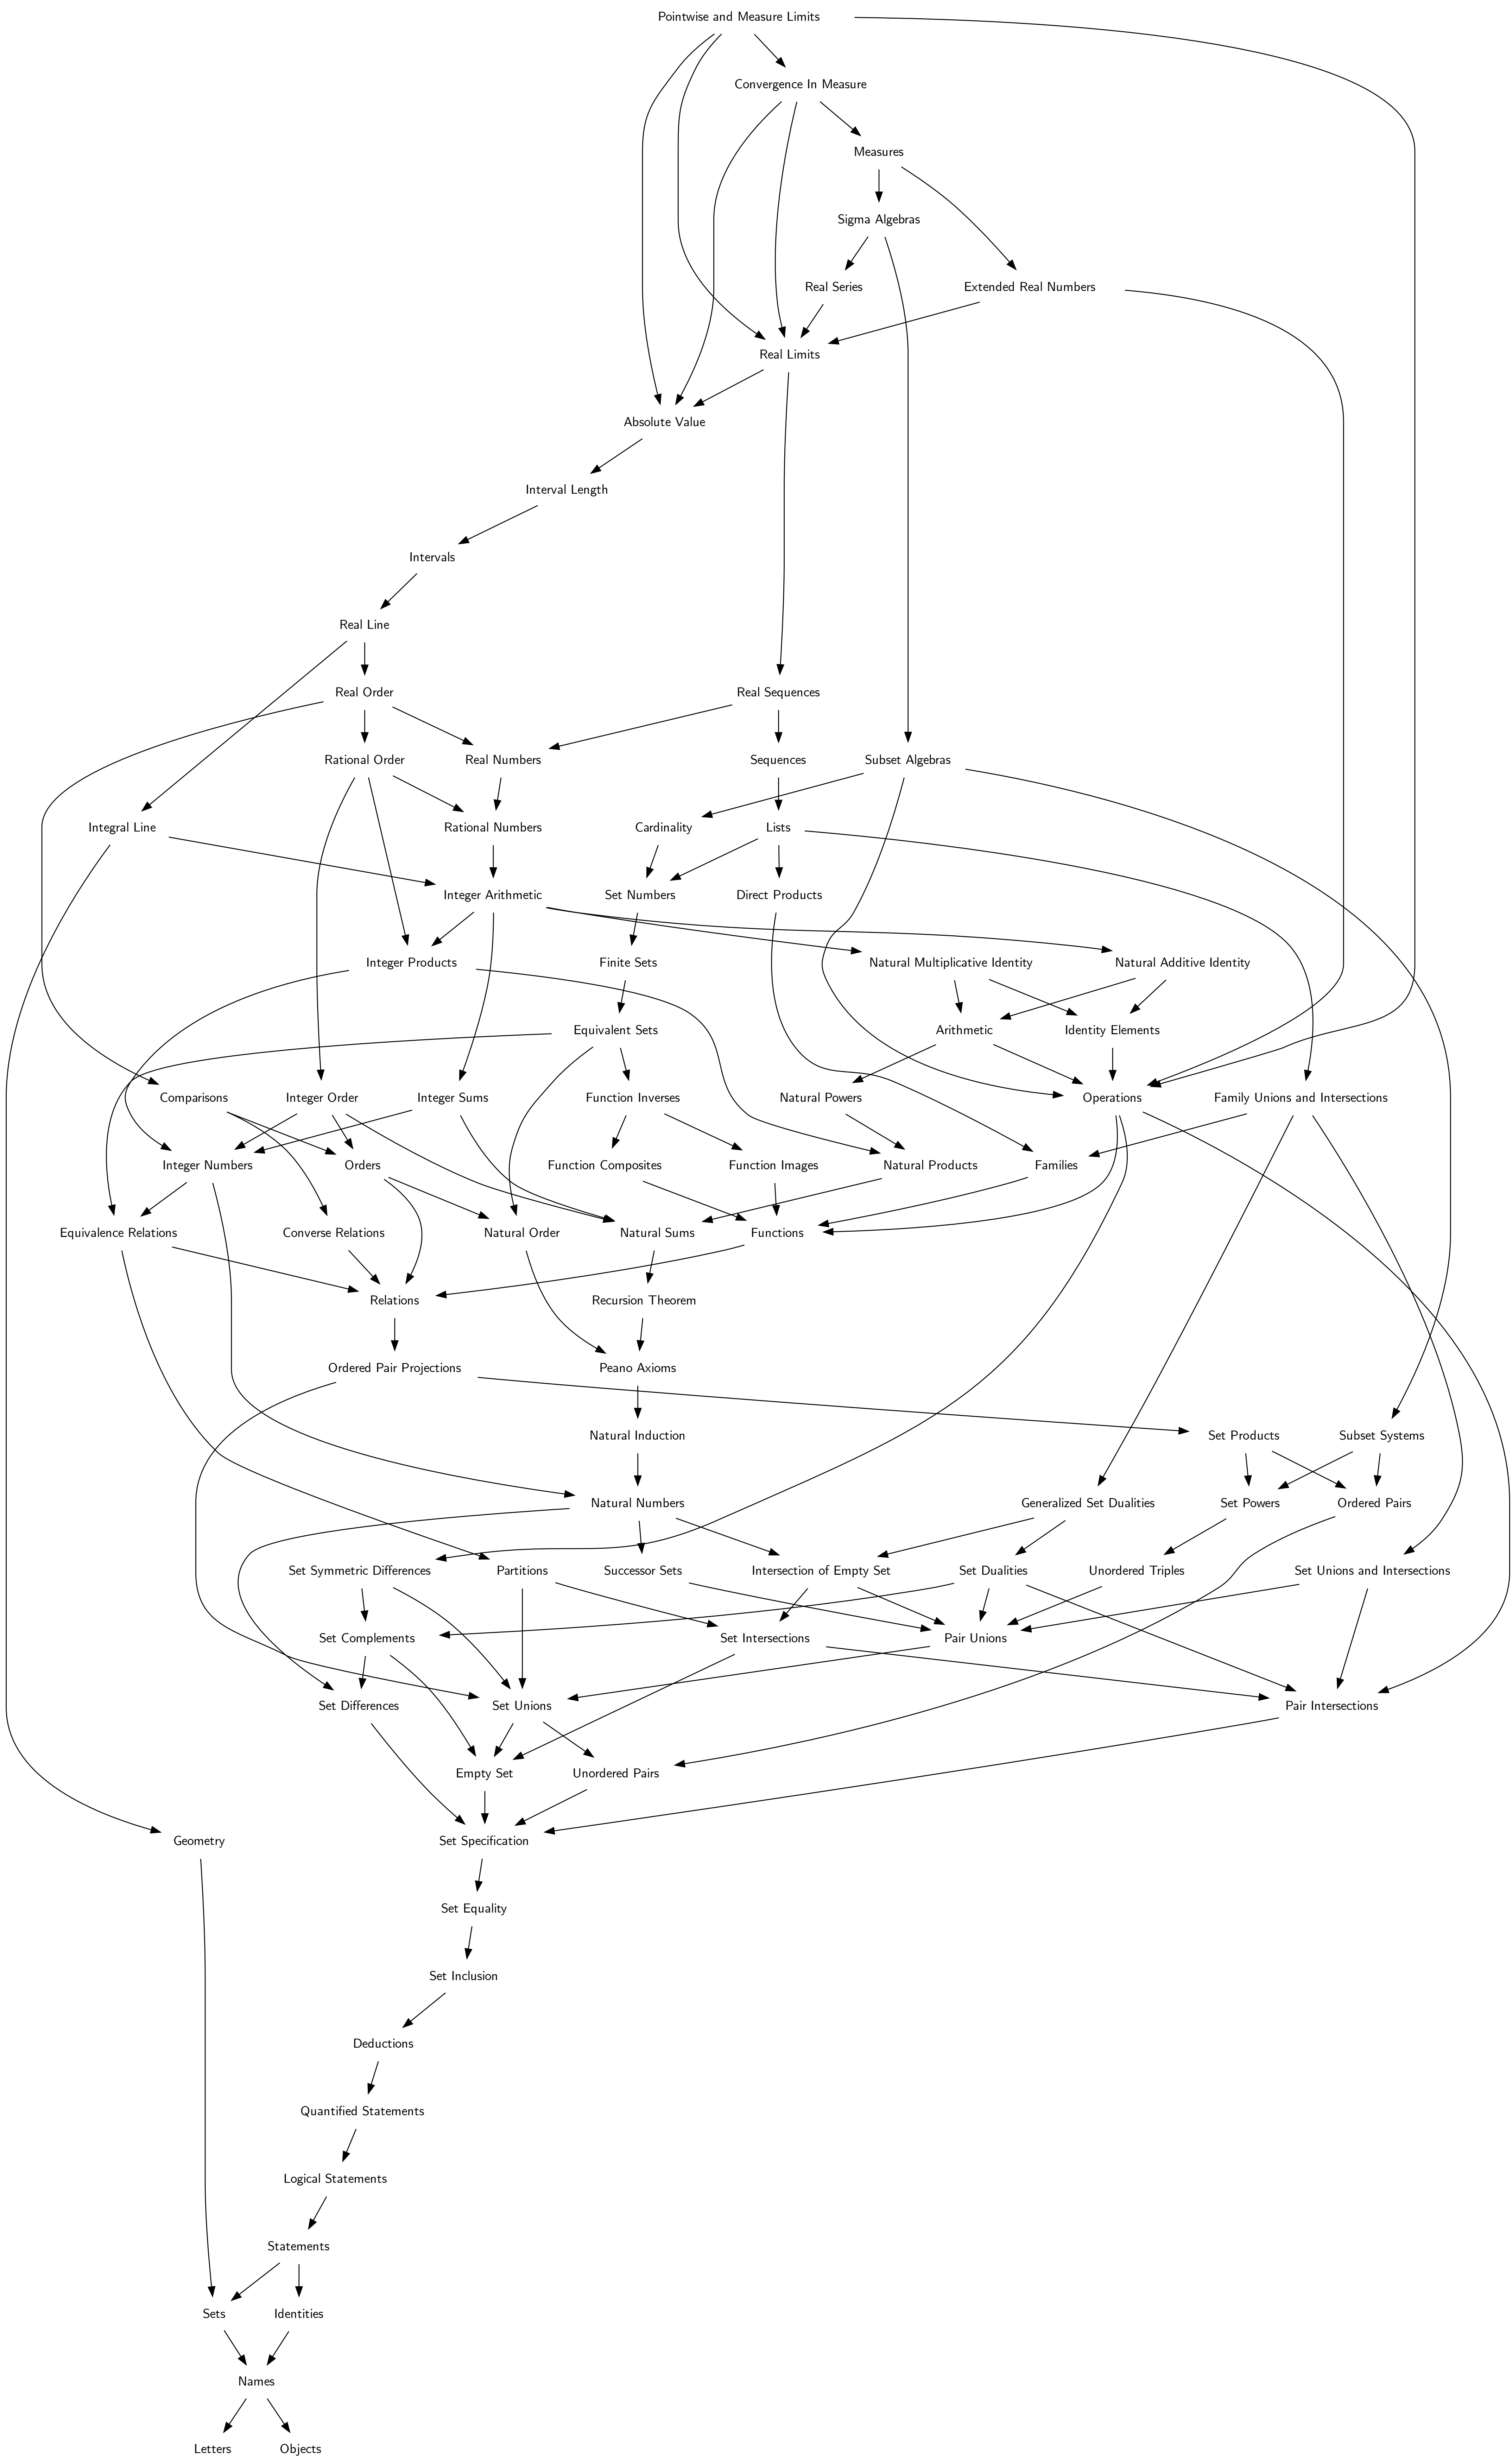 Pointwise and Measure Limits
Convergence In Measure
Measures
Sigma Algebras
Real Series
Extended Real Numbers
Real Limits
Absolute Value
Interval Length
Intervals
Real Line
Real Order
Real Sequences
Rational Order
Real Numbers
Sequences
Subset Algebras
Integral Line
Rational Numbers
Cardinality
Lists
Integer Arithmetic
Set Numbers
Direct Products
Integer Products
Finite Sets
Natural Multiplicative Identity
Natural Additive Identity
Equivalent Sets
Arithmetic
Identity Elements
Comparisons
Integer Order
Integer Sums
Function Inverses
Natural Powers
Operations
Family Unions and Intersections
Integer Numbers
Orders
Function Composites
Function Images
Natural Products
Families
Equivalence Relations
Converse Relations
Natural Order
Natural Sums
Functions
Relations
Recursion Theorem
Ordered Pair Projections
Peano Axioms
Natural Induction
Set Products
Subset Systems
Natural Numbers
Generalized Set Dualities
Set Powers
Ordered Pairs
Set Symmetric Differences
Partitions
Successor Sets
Intersection of Empty Set
Set Dualities
Unordered Triples
Set Unions and Intersections
Set Complements
Set Intersections
Pair Unions
Set Differences
Set Unions
Pair Intersections
Empty Set
Unordered Pairs
Geometry
Set Specification
Set Equality
Set Inclusion
Deductions
Quantified Statements
Logical Statements
Statements
Sets
Identities
Names
Letters
Objects